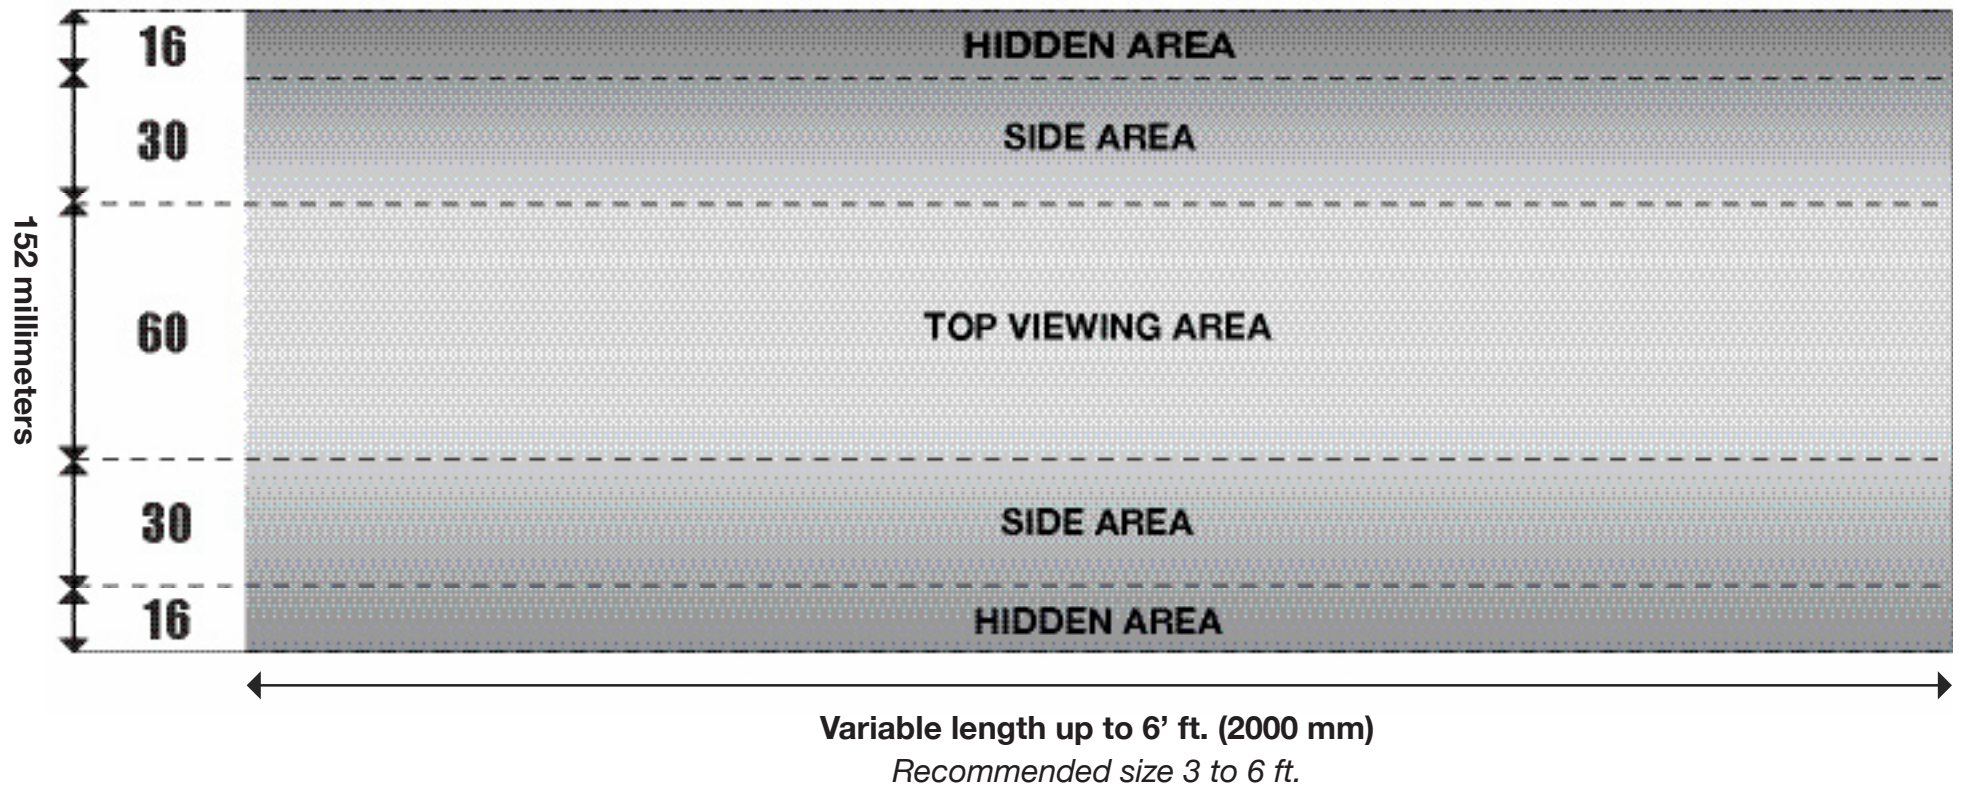 16
HIDDEN AREA
30
SIDE AREA
152 millimeters
60
TOP VIEWING AREA
30
SIDE AREA
16
HIDDEN AREA
Variable length up to 6’ ft. (2000 mm)
Recommended size 3 to 6 ft.